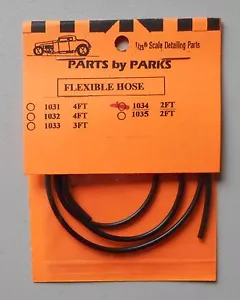 1/25th Scale Detailing Parts
PARTS by PARKS
FLEXIBLE HOSE
1031 4FT 1034 2FT
1032 4FT 1035 2FT
1033 3FT